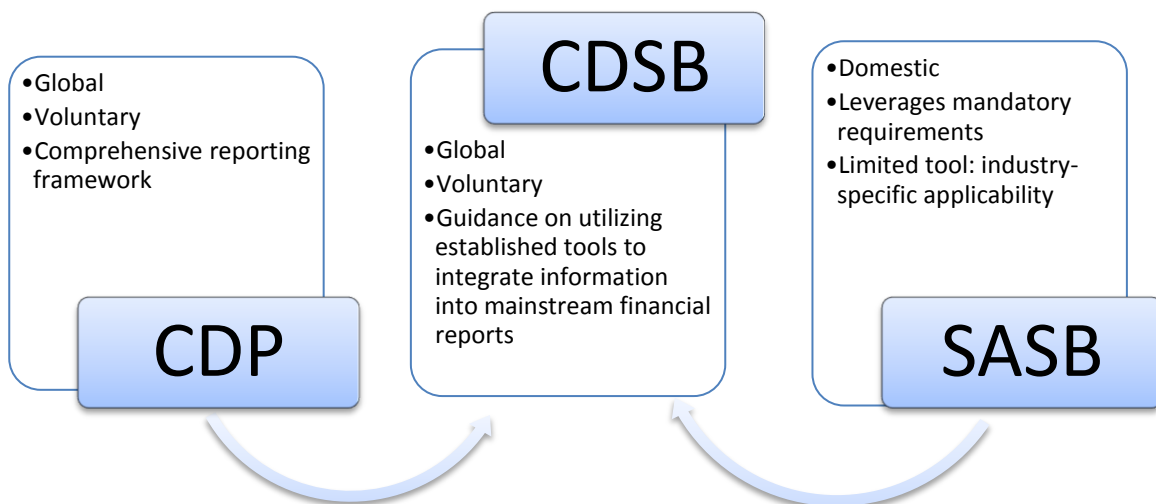 •Global
•Voluntary
•Comprehensive reporting
framework
CDP
CDSB
•Global
•Voluntary
•Guidance on utilizing
established tools to
integrate information
into mainstream financial
reports
•Domestic
•Leverages mandatory
requirements
•Limited tool: industry-
specific applicability
SASB